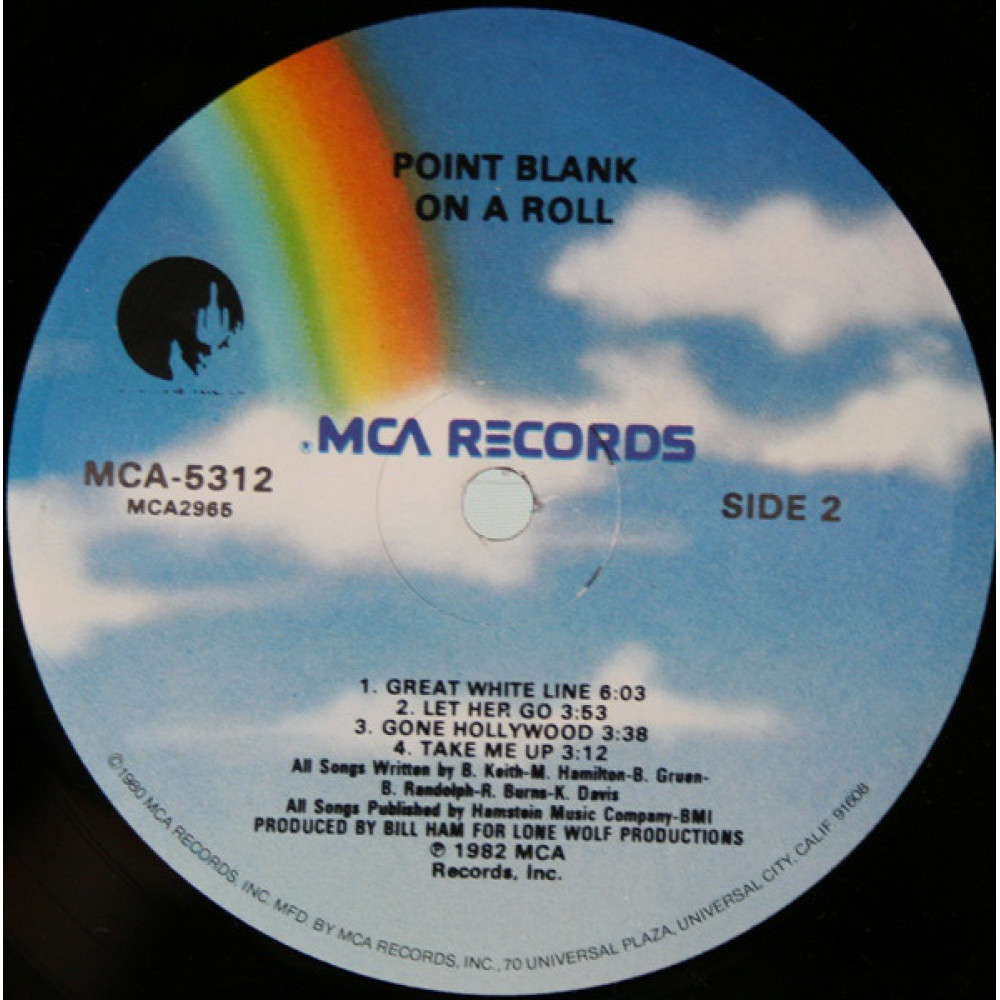 POINT BLANK
ON A ROLL
MCA RECORDS
MCA-5312
MCA2965
SIDE 2
1. GREAT WHITE LINE 6:03
2. LET HER GO 3:53
3. GONE HOLLYWOOD 3:38
4. TAKE ME UP 3:12
All Songs Written by B. Keith-M. Hamilton-B. Gruen-
B. Randolph-R. Burns-K. Davis
All Songs Published by Hamstein Music Company-BMI
PRODUCED BY BILL HAM FOR LONE WOLF PRODUCTIONS
℗ 1982 MCA
Records, Inc.
©1980 MCA RECORDS, INC. MFD. BY MCA RECORDS, INC., 70 UNIVERSAL PLAZA, UNIVERSAL CITY, CALIF. 91608